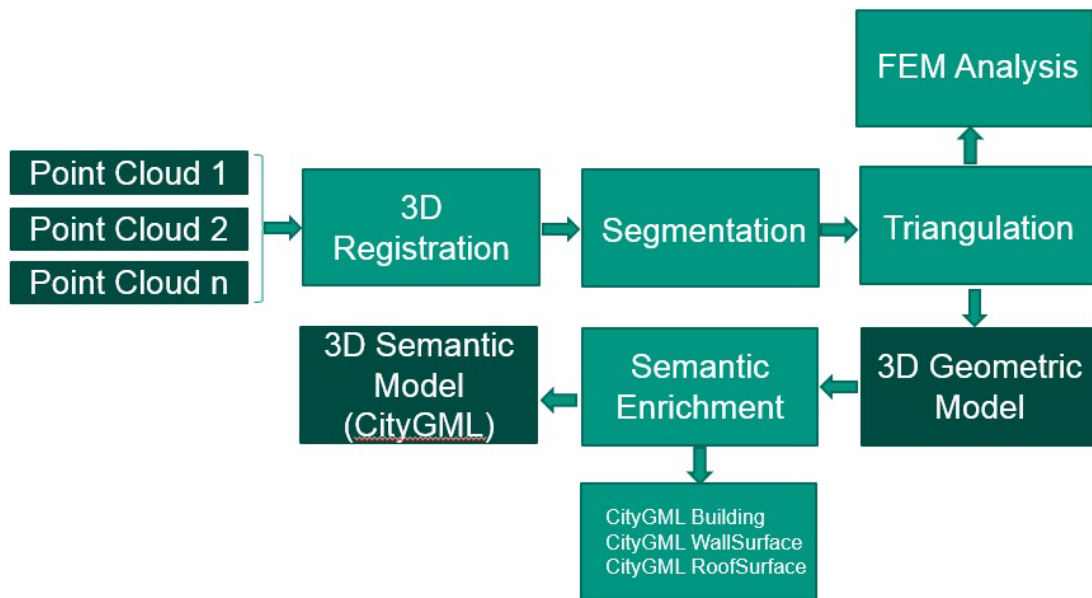 Point Cloud 1
Point Cloud 2
Point Cloud n
3D
Registration
Segmentation
Triangulation
FEM Analysis
3D Geometric
Model
Semantic
Enrichment
3D Semantic
Model
(CityGML)
CityGML Building
CityGML WallSurface
CityGML RoofSurface